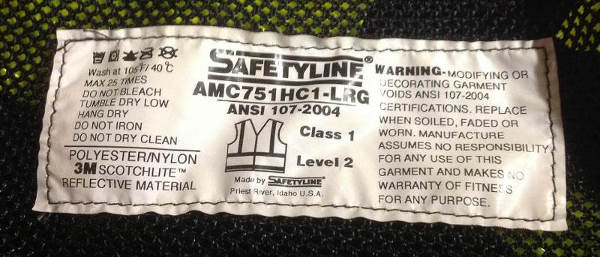 Wash at 105°F/40°C
MAX 25 TIMES
DO NOT BLEACH
TUMBLE DRY LOW
HANG DRY
DO NOT IRON
DO NOT DRY CLEAN
POLYESTER/NYLON
3M SCOTCHLITE™
REFLECTIVE MATERIAL
SAFETYLINE
AMC751HC1-LRG
ANSI 107-2004
Class 1
Level 2
Made by SAFETYLINE
Priest River, Idaho U.S.A.
WARNING-MODIFYING OR
DECORATING GARMENT
VOIDS ANSI 107-2004
CERTIFICATIONS. REPLACE
WHEN SOILED, FADED OR
WORN. MANUFACTURE
ASSUMES NO RESPONSIBILITY
FOR ANY USE OF THIS
GARMENT AND MAKES NO
WARRANTY OF FITNESS
FOR ANY PURPOSE.